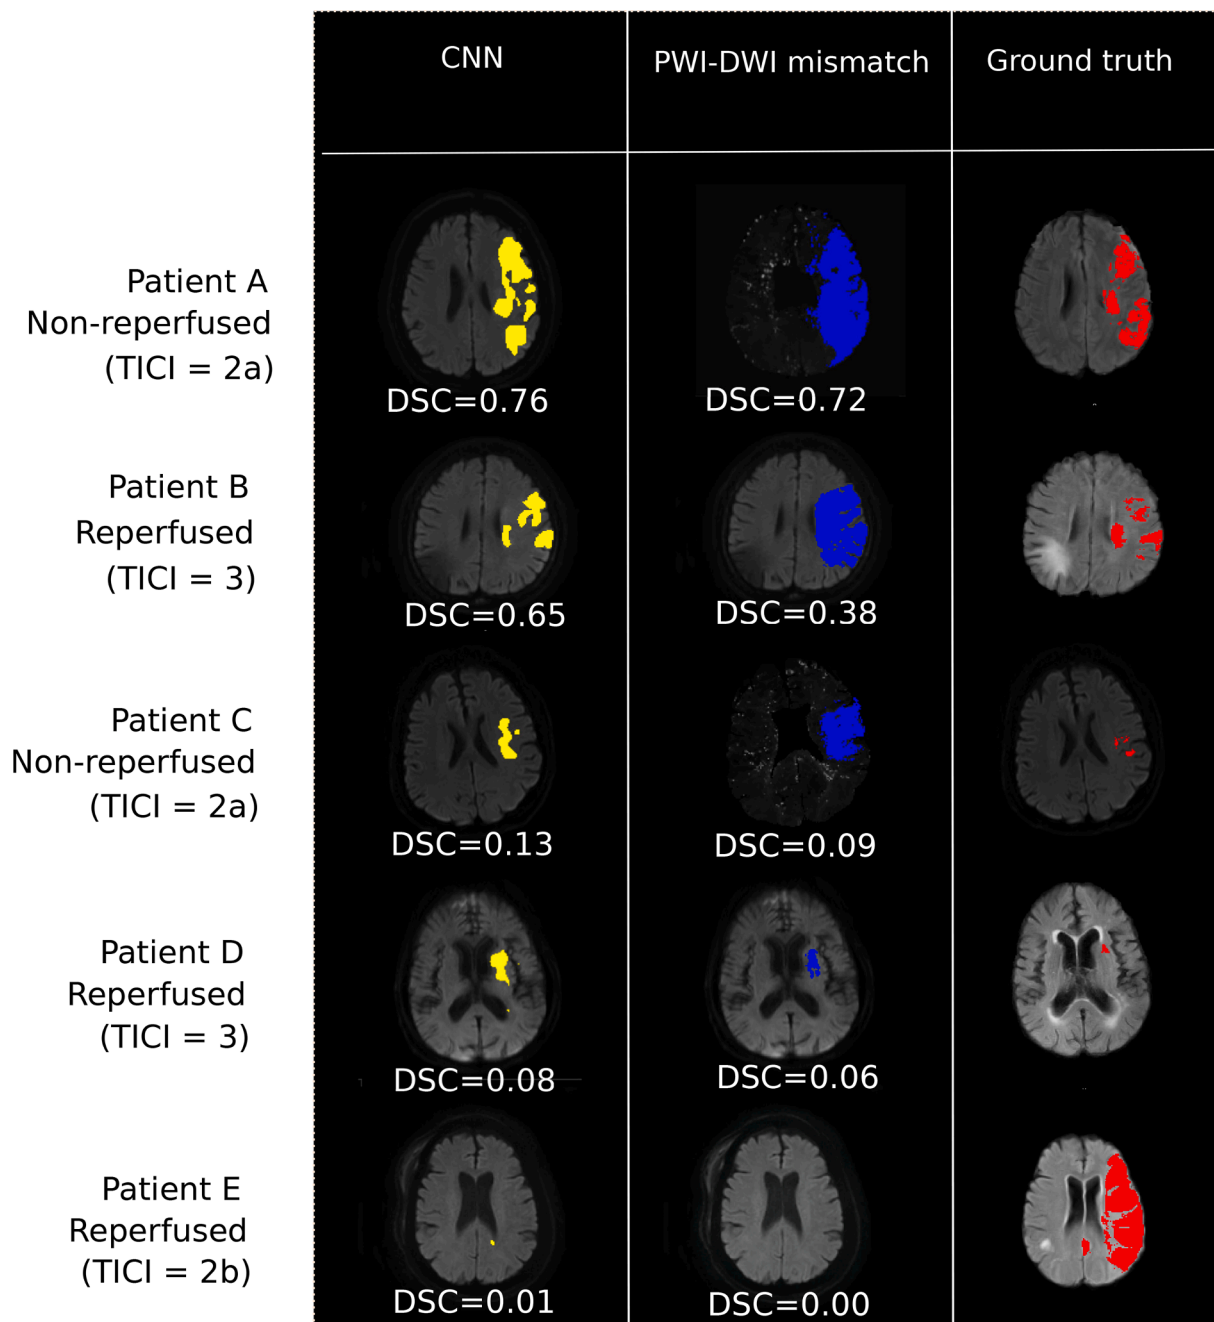 CNN
PWI-DWI mismatch
Ground truth
Patient A
Non-reperfused
(TICI = 2a)
DSC=0.76
DSC=0.72
Patient B
Reperfused
(TICI = 3)
DSC=0.65
DSC=0.38
Patient C
Non-reperfused
(TICI = 2a)
DSC=0.13
DSC=0.09
Patient D
Reperfused
(TICI = 3)
DSC=0.08
DSC=0.06
Patient E
Reperfused
(TICI = 2b)
DSC=0.01
DSC=0.00